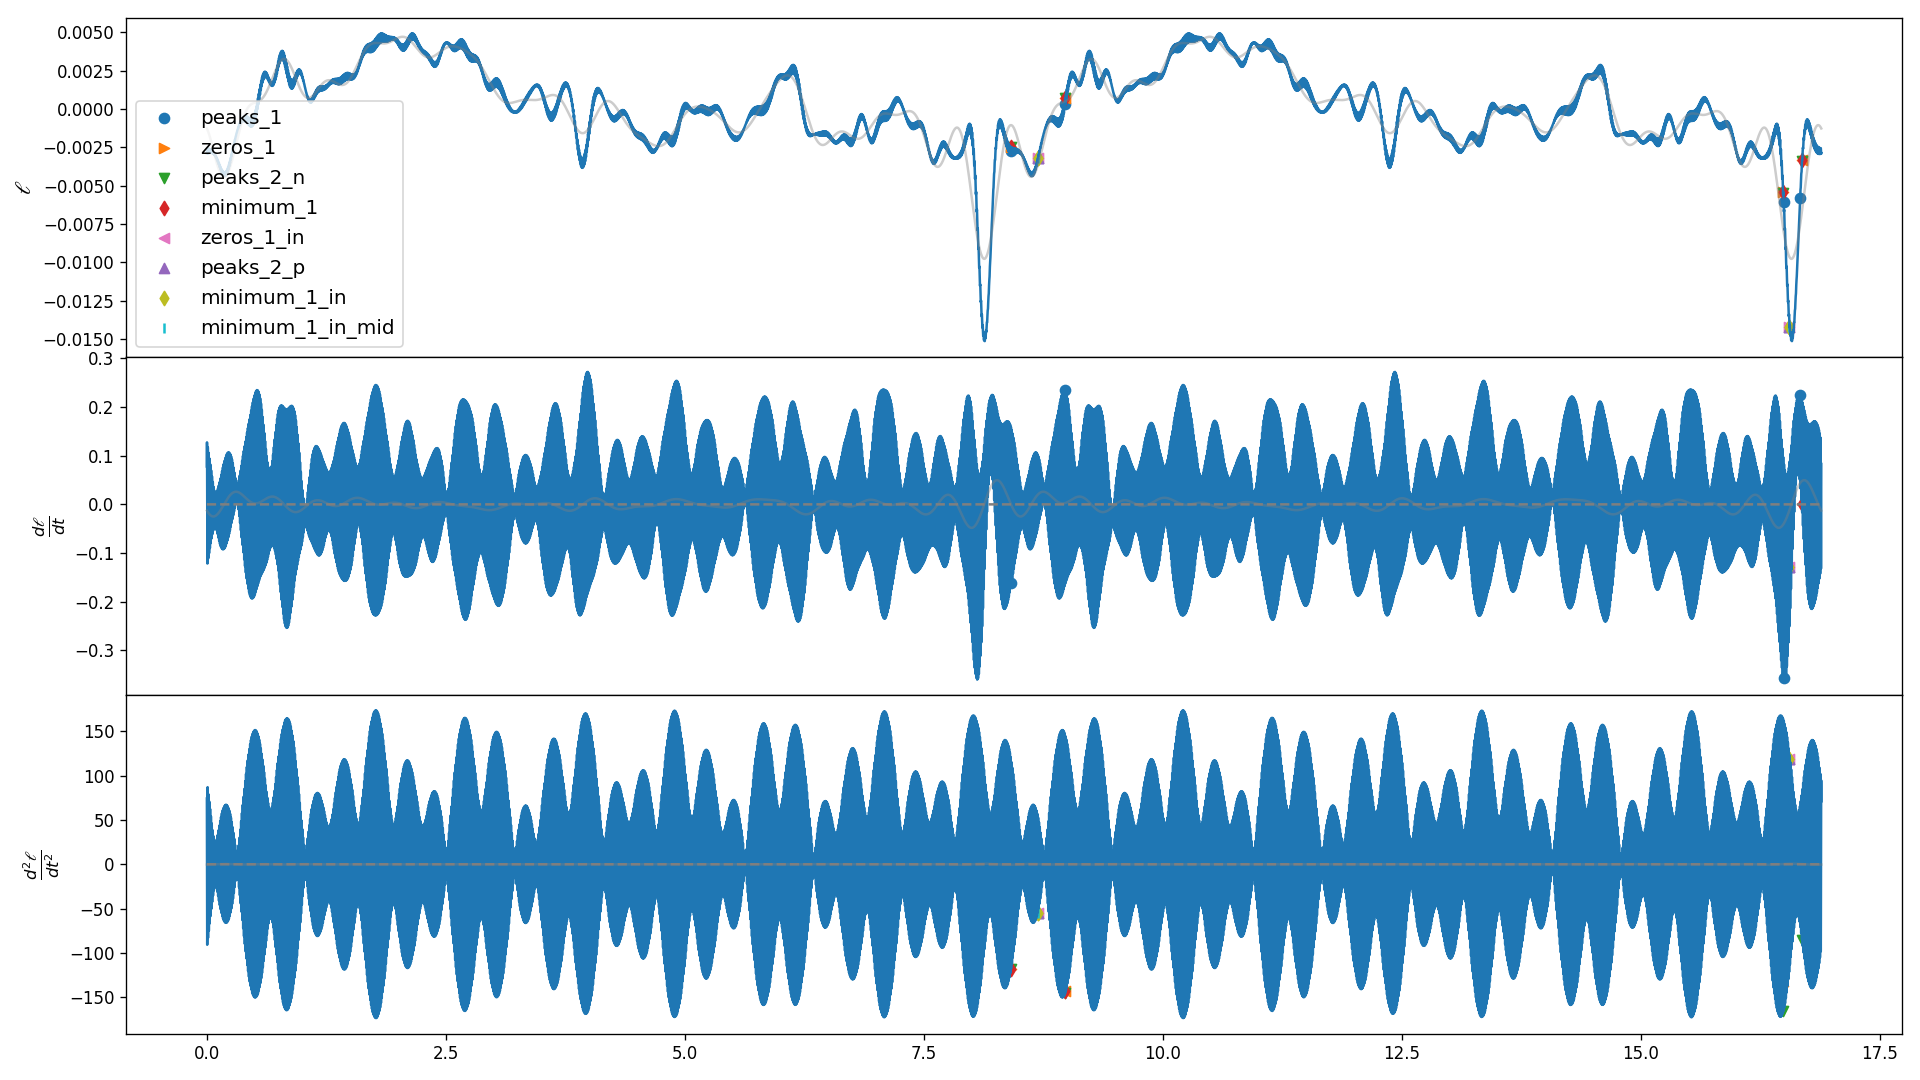 0.0050
0.0025
0.0000
−0.0025
−0.0050
−0.0075
−0.0100
−0.0125
−0.0150
ℓ
peaks_1
zeros_1
peaks_2_n
minimum_1
zeros_1_in
peaks_2_p
minimum_1_in
minimum_1_in_mid
0.3
0.2
0.1
0.0
−0.1
−0.2
−0.3
dℓ
dt
150
100
50
0
−50
−100
−150
d²ℓ
dt²
0.0 2.5 5.0 7.5 10.0 12.5 15.0 17.5